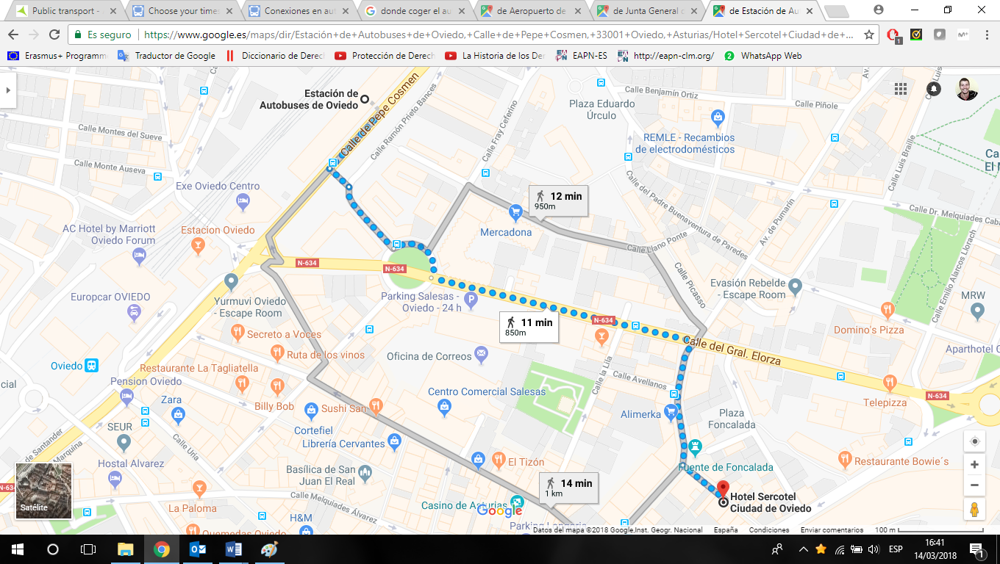 Public transport -
Choose your time
Conexiones en au
donde coger el au
de Aeropuerto de
de Junta General
de Estación de Au
Es seguro
https://www.google.es/maps/dir/Estación+de+Autobuses+de+Oviedo,+Calle+de+Pepe+Cosmen,+33001+Oviedo,+Asturias/Hotel+Sercotel+Ciudad+de+...
1
Erasmus+ Programm
Traductor de Google
Diccionario de Derec
Protección de Derech
La Historia de los Der
EAPN-ES
http://eapn-clm.org/
2
WhatsApp Web
Estación de
Autobuses de Oviedo
Calle de Pepe Cosmen
Calle Ramón Prieto Bances
Calle Fray Ceferino
Plaza Eduardo
Úrculo
Calle Benjamín Ortiz
Calle Piñole
REMLE - Recambios
de electrodomésticos
Calle Luis Braille
Calle Montes del Sueve
Calle Monte Auseva
Exe Oviedo Centro
AC Hotel by Marriott
Oviedo Forum
Estacion Oviedo
12 min
950m
Mercadona
Calle del Padre Buenaventura de Paredes
Av. de Pumarín
Calle Dr. Melquiades Cabal
Calle Llano Ponte
Calle Picasso
Calle Emilio Alarcos Llorach
N-634
N-634
Evasión Rebelde
- Escape Room
Europcar OVIEDO
Yurmuvi Oviedo
- Escape Room
Parking Salesas -
Oviedo - 24 h
MRW
11 min
850m
N-634
Domino's Pizza
Secreto a Voces
Ruta de los vinos
Calle del Gral. Elorza
Aparthotel C
Oviedo
Restaurante La Tagliatella
Oficina de Correos
Calle la Lila
Calle Avellanos
Pension Oviedo
Billy Bob
Centro Comercial Salesas
Telepizza
N-634
Zara
Sushi San
Alimerka
Plaza
Foncalada
SEUR
Cortefiel
Librería Cervantes
Calle Uría
Hostal Alvarez
El Tizón
Fuente de Foncalada
Restaurante Bowie´s
Basílica de San
Juan El Real
14 min
1 km
N-634
Satélite
La Paloma
Calle Melquiades Álvarez
Casino de Asturias
Google
Hotel Sercotel
Ciudad de Oviedo
H&M
Quemedas Oviedo
Datos del mapa ©2018 Google,Inst. Geogr. Nacional
España
Condiciones
Enviar comentarios
100 m
ESP
16:41
14/03/2018
1